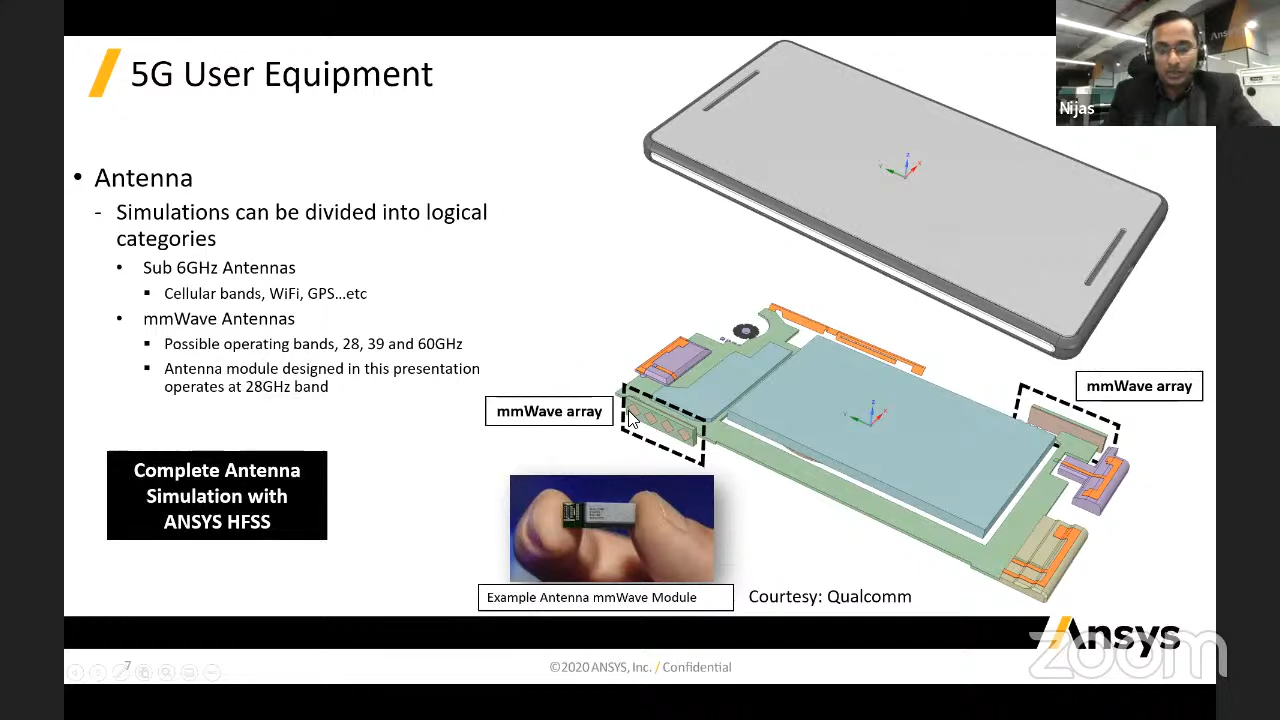 5G User Equipment
Nijas
• Antenna
- Simulations can be divided into logical
categories
• Sub 6GHz Antennas
▪ Cellular bands, WiFi, GPS...etc
• mmWave Antennas
▪ Possible operating bands, 28, 39 and 60GHz
▪ Antenna module designed in this presentation
operates at 28GHz band
mmWave array
mmWave array
Complete Antenna
Simulation with
ANSYS HFSS
Example Antenna mmWave Module
Courtesy: Qualcomm
Ansys
zoom
7
©2020 ANSYS, Inc. / Confidential